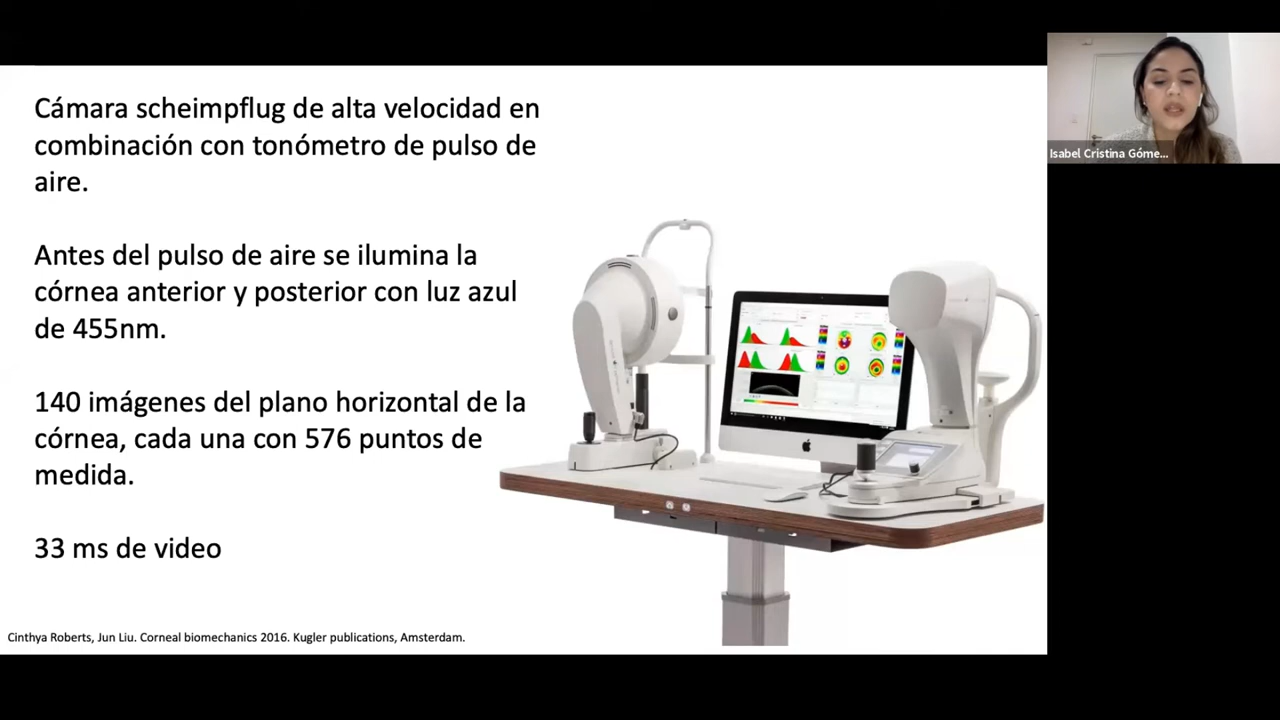 Cámara scheimpflug de alta velocidad en
combinación con tonómetro de pulso de
aire.
Antes del pulso de aire se ilumina la
córnea anterior y posterior con luz azul
de 455nm.
140 imágenes del plano horizontal de la
córnea, cada una con 576 puntos de
medida.
33 ms de video
Cinthya Roberts, Jun Liu. Corneal biomechanics 2016. Kugler publications, Amsterdam.
Isabel Cristina Góme...